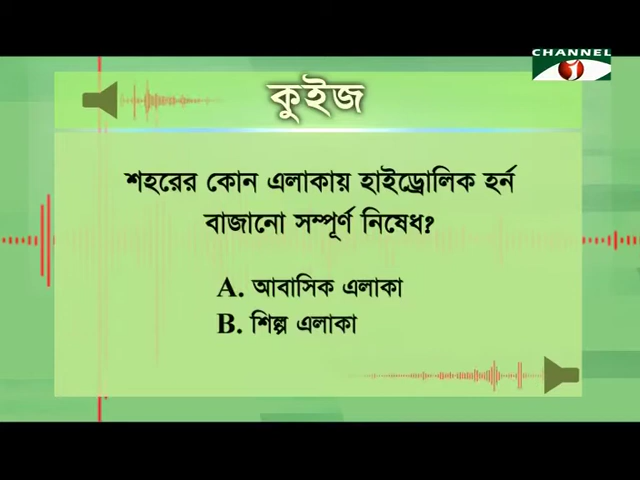 CHANNEL
i
কুইজ
শহরের কোন এলাকায় হাইড্রোলিক হর্ন
বাজানো সম্পূর্ণ নিষেধ?
A. আবাসিক এলাকা
B. শিল্প এলাকা